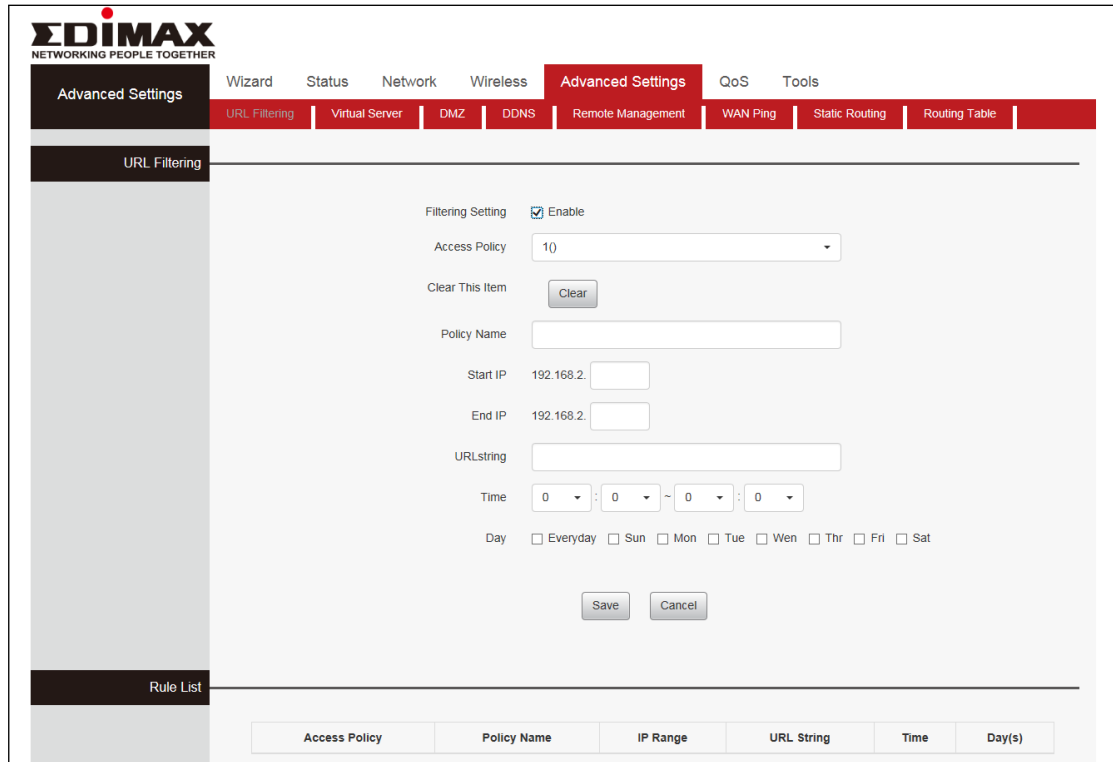 EDIMAX
NETWORKING PEOPLE TOGETHER
Advanced Settings
Wizard Status Network Wireless Advanced Settings QoS Tools
URL Filtering Virtual Server DMZ DDNS Remote Management WAN Ping Static Routing Routing Table
URL Filtering
Filtering Setting Enable
Access Policy 1()
Clear This Item Clear
Policy Name
Start IP 192.168.2.
End IP 192.168.2.
URLstring
Time 0 : 0 ~ 0 : 0
Day Everyday Sun Mon Tue Wen Thr Fri Sat
Save Cancel
Rule List
Access Policy Policy Name IP Range URL String Time Day(s)